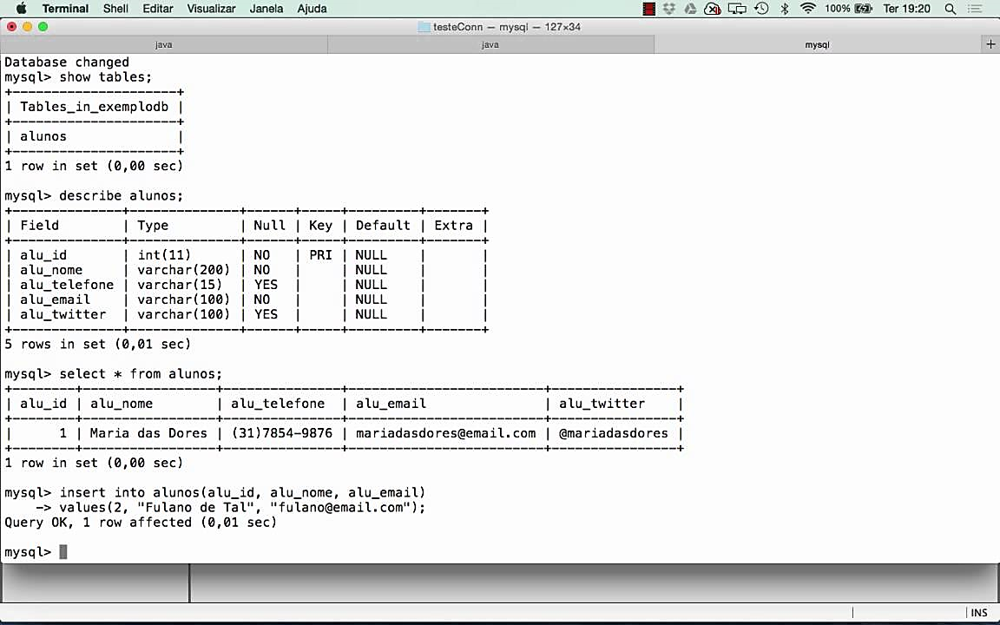 Terminal Shell Editar Visualizar Janela Ajuda 100% Ter 19:20
testeConn — mysql — 127×34
java java mysql +
Database changed
mysql> show tables;
+---------------------+
| Tables_in_exemplodb |
+---------------------+
| alunos              |
+---------------------+
1 row in set (0,00 sec)
mysql> describe alunos;
+--------------+--------------+------+-----+---------+-------+
| Field        | Type         | Null | Key | Default | Extra |
+--------------+--------------+------+-----+---------+-------+
| alu_id       | int(11)      | NO   | PRI | NULL    |       |
| alu_nome     | varchar(200) | NO   |     | NULL    |       |
| alu_telefone | varchar(15)  | YES  |     | NULL    |       |
| alu_email    | varchar(100) | NO   |     | NULL    |       |
| alu_twitter  | varchar(100) | YES  |     | NULL    |       |
+--------------+--------------+------+-----+---------+-------+
5 rows in set (0,01 sec)
mysql> select * from alunos;
+--------+-----------------+---------------+-------------------------+----------------+
| alu_id | alu_nome        | alu_telefone  | alu_email               | alu_twitter    |
+--------+-----------------+---------------+-------------------------+----------------+
|      1 | Maria das Dores | (31)7854-9876 | mariadasdores@email.com | @mariadasdores |
+--------+-----------------+---------------+-------------------------+----------------+
1 row in set (0,00 sec)
mysql> insert into alunos(alu_id, alu_nome, alu_email)
    -> values(2, "Fulano de Tal", "fulano@email.com");
Query OK, 1 row affected (0,01 sec)
mysql>
INS